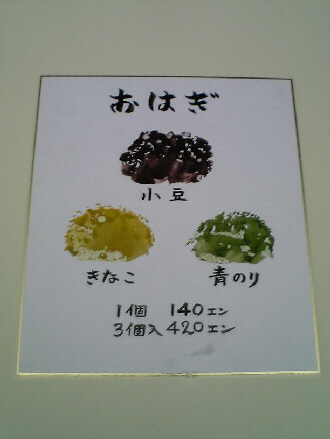 おはぎ
小豆
きなこ 青のり
1個 140エン
3個入420エン